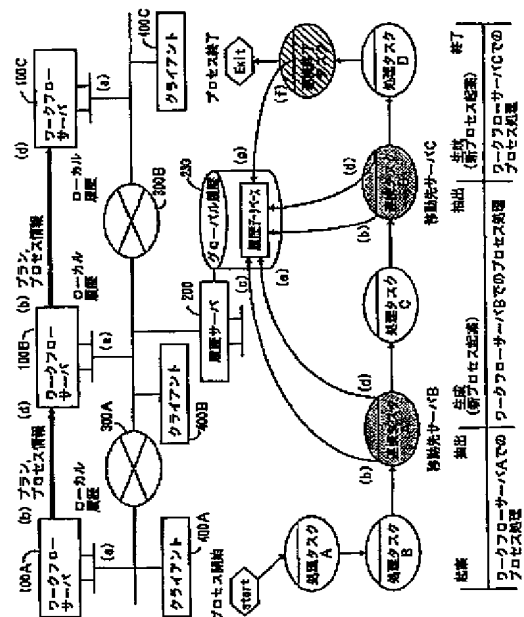 100A
ワークフロー
サーバ
(a)
(b) プラン、
プロセス情報
(d)
ローカル
履歴
100B
ワークフロー
サーバ
(a)
(b) プラン、
プロセス情報
(d)
ローカル
履歴
ローカル履歴
100C
ワークフロー
サーバ
(a)
300A
300B
クライアント
400A
クライアント
400B
クライアント
400C
履歴サーバ
200
グローバル履歴
230
履歴データベース
プロセス開始
start
処理タスク
A
処理タスク
B
(b)
(c)
(d)
(e)
移動先サーバB
処理タスク
C
(b)
(d)
移動先サーバC
処理タスク
D
(f)
(g)
プロセス終了
Exit
起案
抽出
生成
(新プロセス起案)
抽出
生成
(新プロセス起案)
終了
ワークフローサーバAでの
プロセス処理
ワークフローサーバBでのプロセス処理
ワークフローサーバCでの
プロセス処理